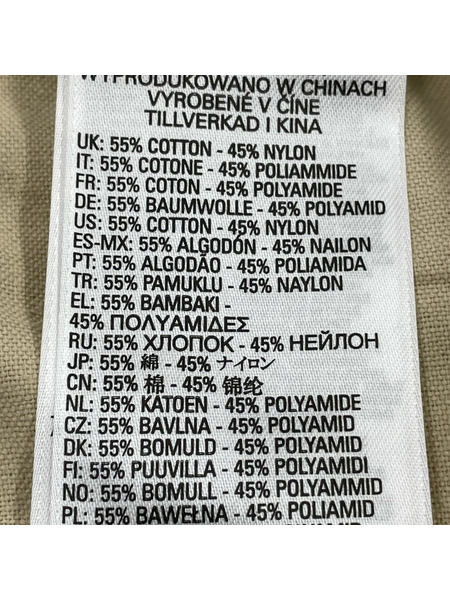 WYPRODUKOWANO W CHINACH
VYROBENÉ V ČÍNE
TILLVERKAD I KINA
UK: 55% COTTON - 45% NYLON
IT: 55% COTONE - 45% POLIAMMIDE
FR: 55% COTON - 45% POLYAMIDE
DE: 55% BAUMWOLLE - 45% POLYAMID
US: 55% COTTON - 45% NYLON
ES-MX: 55% ALGODÓN - 45% NAILON
PT: 55% ALGODÃO - 45% POLIAMIDA
TR: 55% PAMUKLU - 45% NAYLON
EL: 55% ΒΑΜΒΑΚΙ -
45% ΠΟΛΥΑΜΙΔΕΣ
RU: 55% ХЛОПОК - 45% НЕЙЛОН
JP: 55% 綿 - 45% ナイロン
CN: 55% 棉 - 45% 锦纶
NL: 55% KATOEN - 45% POLYAMIDE
CZ: 55% BAVLNA - 45% POLYAMID
DK: 55% BOMULD - 45% POLYAMID
FI: 55% PUUVILLA - 45% POLYAMIDI
NO: 55% BOMULL - 45% POLYAMMID
PL: 55% BAWEŁNA - 45% POLIAMID